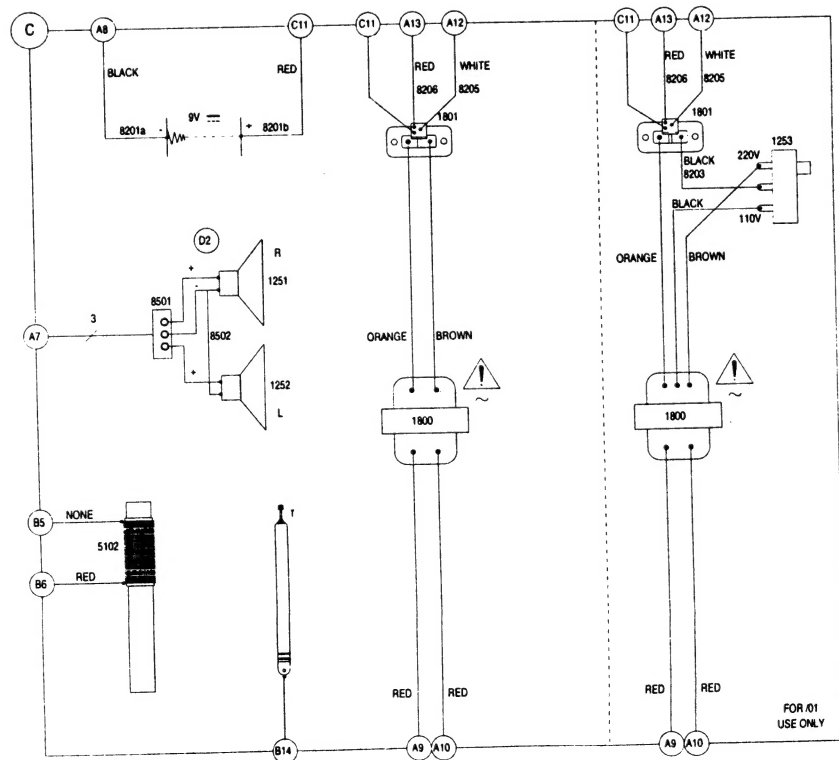 C
A8
C11
C11
A13
A12
C11
A13
A12
BLACK
RED
RED
WHITE
8206
8205
RED
WHITE
8206
8205
9V
8201a
-
+
8201b
1801
1801
BLACK
8203
220V
1253
BLACK
110V
D2
R
+
-
1251
8501
3
8502
A7
+
1252
L
ORANGE
BROWN
ORANGE
BROWN
!
~
!
~
1800
1800
B5
NONE
5102
B6
RED
T
RED
RED
RED
RED
FOR /01
USE ONLY
B14
A9
A10
A9
A10